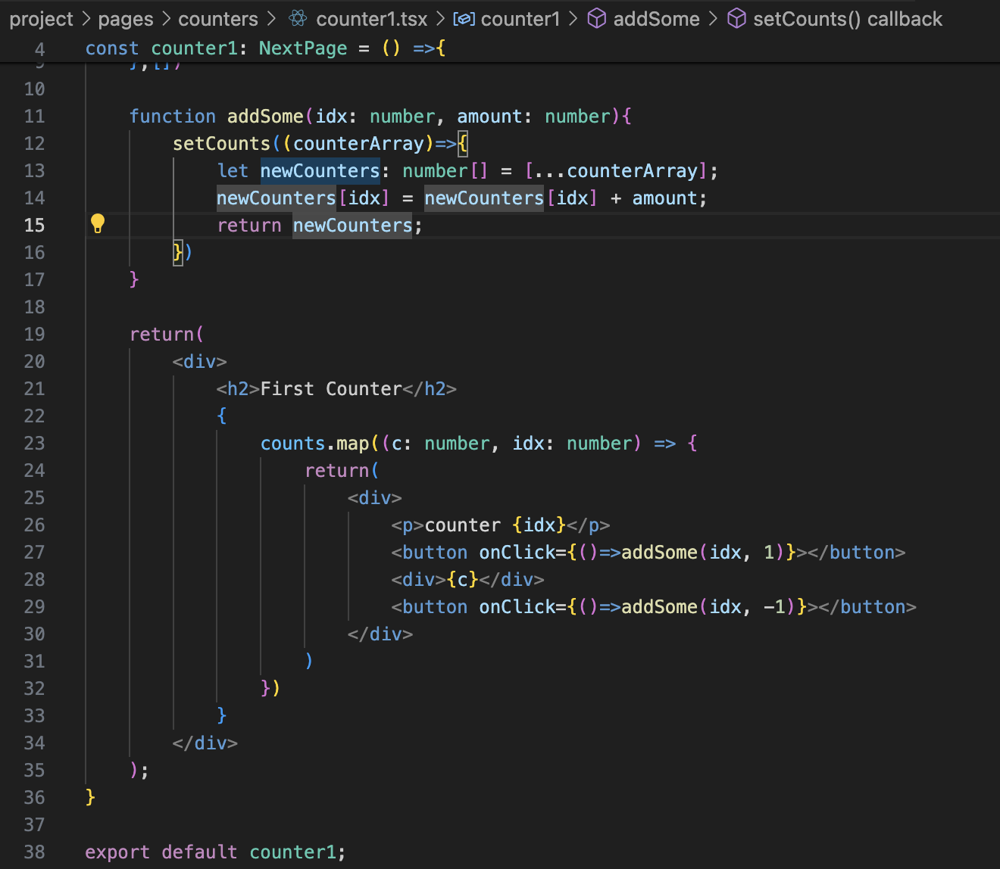 project > pages > counters > counter1.tsx > counter1 > addSome > setCounts() callback
4 const counter1: NextPage = () =>{
9 },[])
10
11 function addSome(idx: number, amount: number){
12 setCounts((counterArray)=>{
13 let newCounters: number[] = [...counterArray];
14 newCounters[idx] = newCounters[idx] + amount;
15 return newCounters;
16 })
17 }
18
19 return(
20 <div>
21 <h2>First Counter</h2>
22 {
23 counts.map((c: number, idx: number) => {
24 return(
25 <div>
26 <p>counter {idx}</p>
27 <button onClick={()=>addSome(idx, 1)}></button>
28 <div>{c}</div>
29 <button onClick={()=>addSome(idx, -1)}></button>
30 </div>
31 )
32 })
33 }
34 </div>
35 );
36 }
37
38 export default counter1;